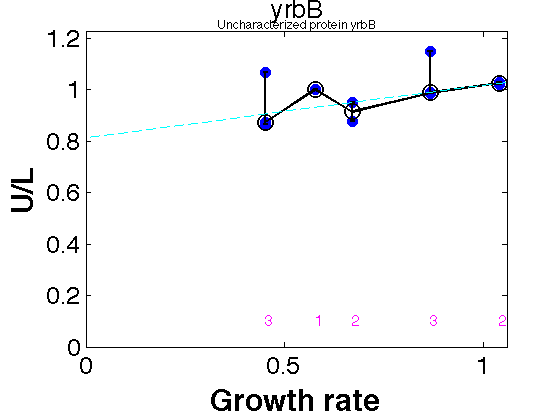 yrbB
Uncharacterized protein yrbB
1.2
1
0.8
0.6
0.4
0.2
0
U/L
3 1 2 3 2
0 0.5 1
Growth rate